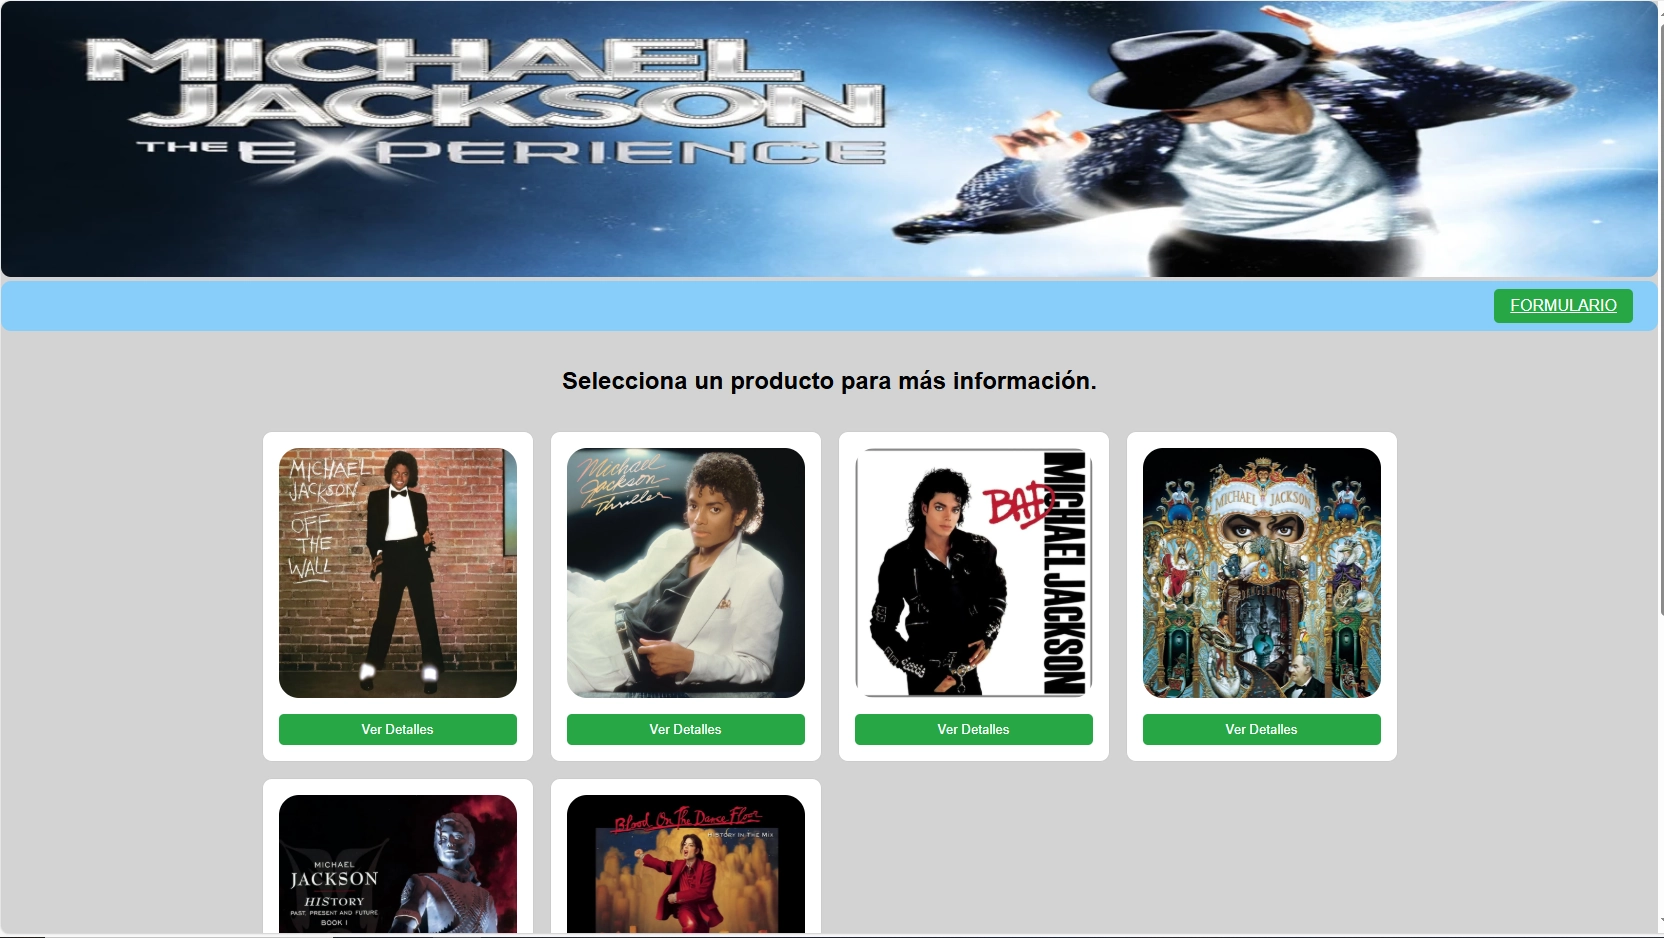 MICHAEL
JACKSON
THE EXPERIENCE
FORMULARIO
Selecciona un producto para más información.
MICHAEL
JACKSON
OFF
THE
WALL
Ver Detalles
Michael
Jackson
Thriller
Ver Detalles
BAD
MICHAEL JACKSON
Ver Detalles
MICHAEL JACKSON
DANGEROUS
Ver Detalles
MICHAEL
JACKSON
HISTORY
PAST, PRESENT AND FUTURE
BOOK I
Blood On The Dance Floor
HISTORY IN THE MIX